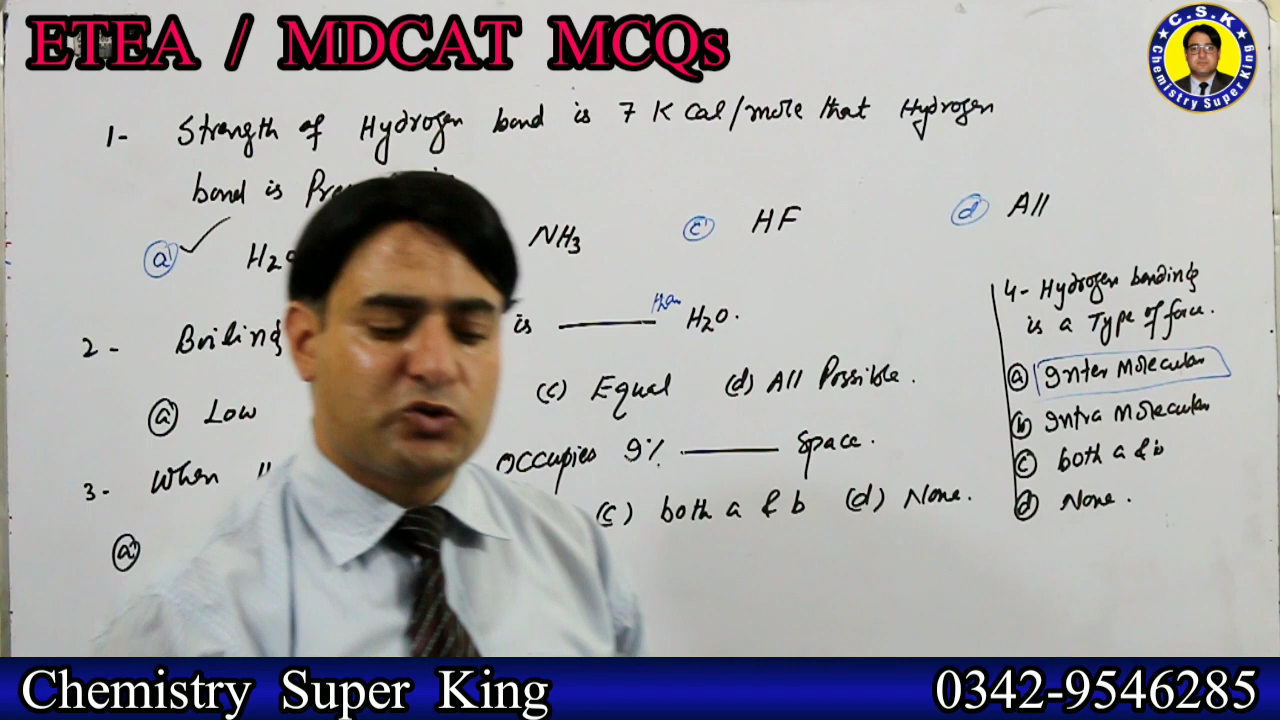 ETEA / MDCAT MCQs
C.S.K
Chemistry Super King
1- Strength of Hydrogen bond is 7 K Cal/mole that Hydrogen
bond is
a H2O NH3 c HF d All
2- Boiling is ———— than H2O.
(a) Low (c) Equal (d) All Possible.
3- When occupies 9% ———— Space.
(a) (c) both a & b (d) None.
4- Hydrogen bonding
is a Type of force.
(a) Inter Molecular
(b) Intra Molecular
(c) both a & b
(d) None.
Chemistry Super King 0342-9546285